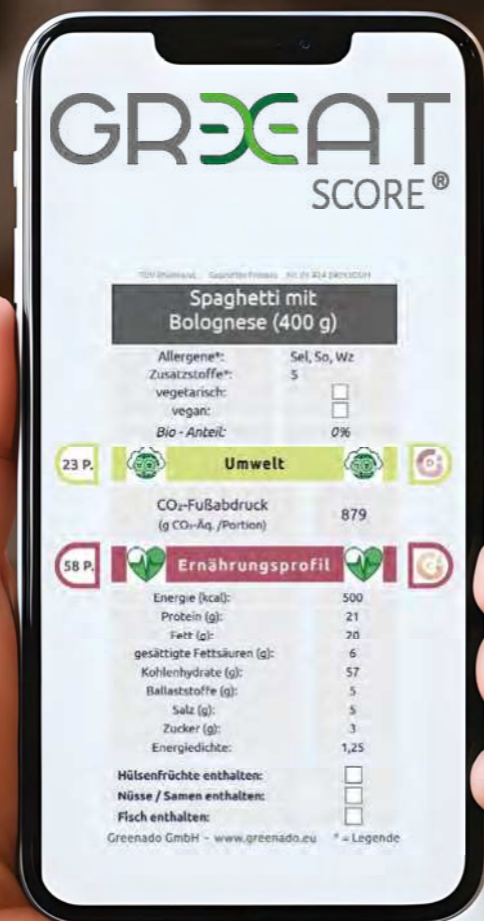 GREEAT
SCORE®
Spaghetti mit
Bolognese (400 g)
Allergene*: Sel, So, Wz
Zusatzstoffe*: 5
vegetarisch:
vegan:
Bio - Anteil: 0%
23 P. Umwelt D
CO₂-Fußabdruck
(g CO₂-Äq. /Portion) 879
58 P. Ernährungsprofil C
Energie (kcal): 500
Protein (g): 21
Fett (g): 20
gesättigte Fettsäuren (g): 6
Kohlenhydrate (g): 57
Ballaststoffe (g): 5
Salz (g): 5
Zucker (g): 3
Energiedichte: 1,25
Hülsenfrüchte enthalten:
Nüsse / Samen enthalten:
Fisch enthalten:
Greenado GmbH - www.greenado.eu * = Legende